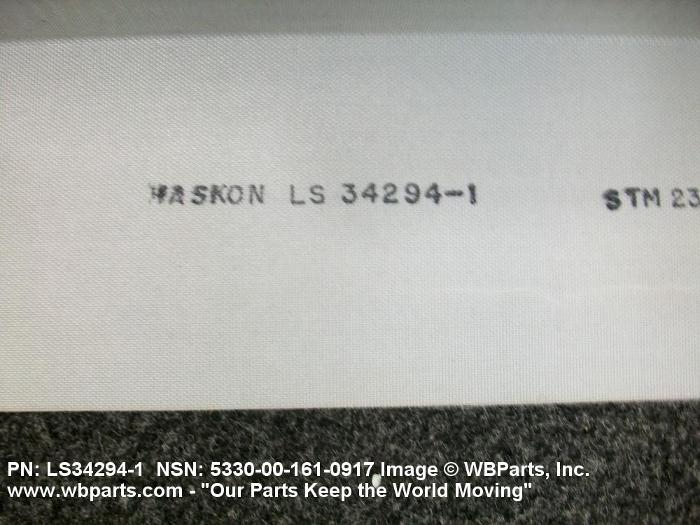 HASKON LS 34294-1 STM 23
PN: LS34294-1 NSN: 5330-00-161-0917 Image © WBParts, Inc.
www.wbparts.com - "Our Parts Keep the World Moving"